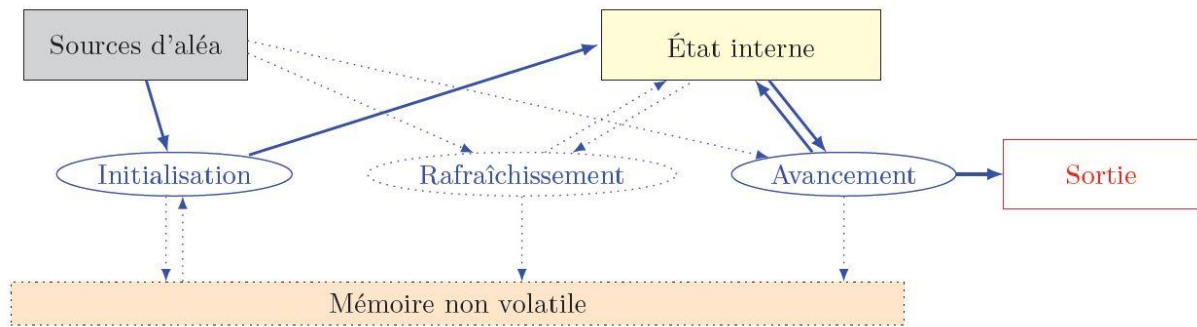 Sources d'aléa
État interne
Initialisation
Rafraîchissement
Avancement
Sortie
Mémoire non volatile